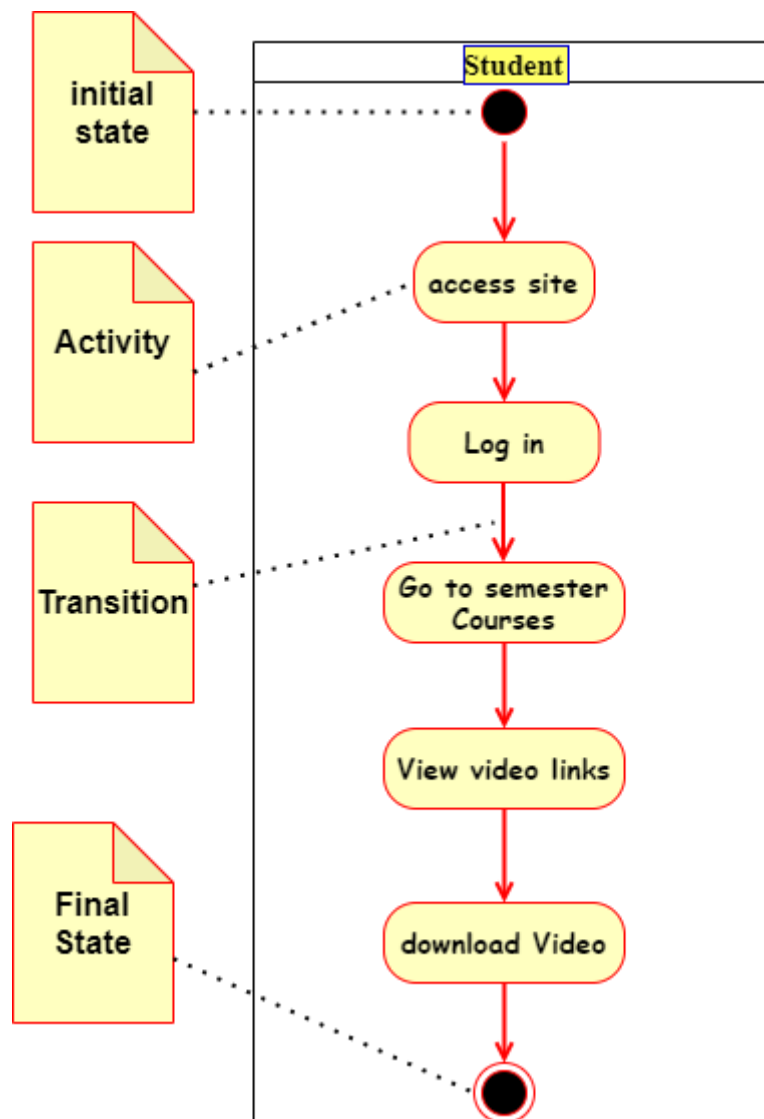 Student
initial
state
Activity
access site
Log in
Transition
Go to semester
Courses
View video links
Final
State
download Video